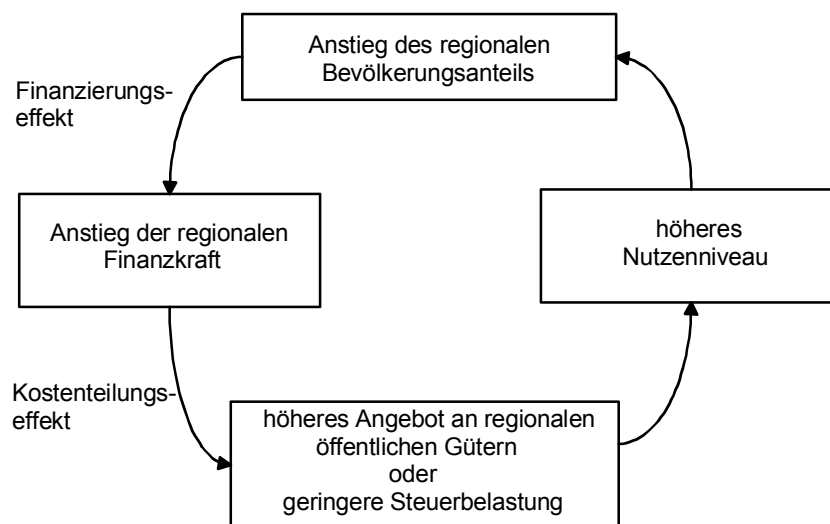 Anstieg des regionalen
Bevölkerungsanteils
Finanzierungs-
effekt
Anstieg der regionalen
Finanzkraft
höheres
Nutzenniveau
Kostenteilungs-
effekt
höheres Angebot an regionalen
öffentlichen Gütern
oder
geringere Steuerbelastung